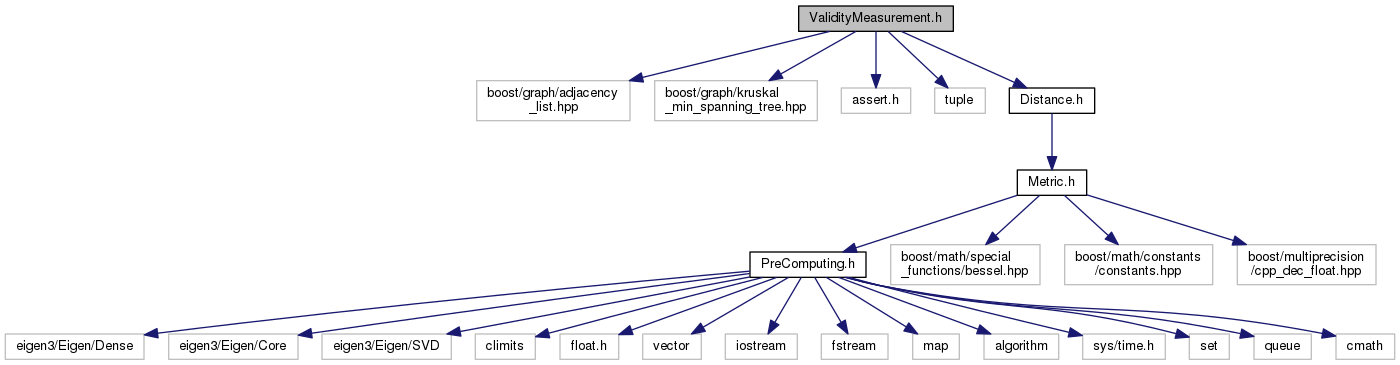 ValidityMeasurement.h
boost/graph/adjacency
_list.hpp
boost/graph/kruskal
_min_spanning_tree.hpp
assert.h
tuple
Distance.h
Metric.h
PreComputing.h
boost/math/special
_functions/bessel.hpp
boost/math/constants
/constants.hpp
boost/multiprecision
/cpp_dec_float.hpp
eigen3/Eigen/Dense
eigen3/Eigen/Core
eigen3/Eigen/SVD
climits
float.h
vector
iostream
fstream
map
algorithm
sys/time.h
set
queue
cmath